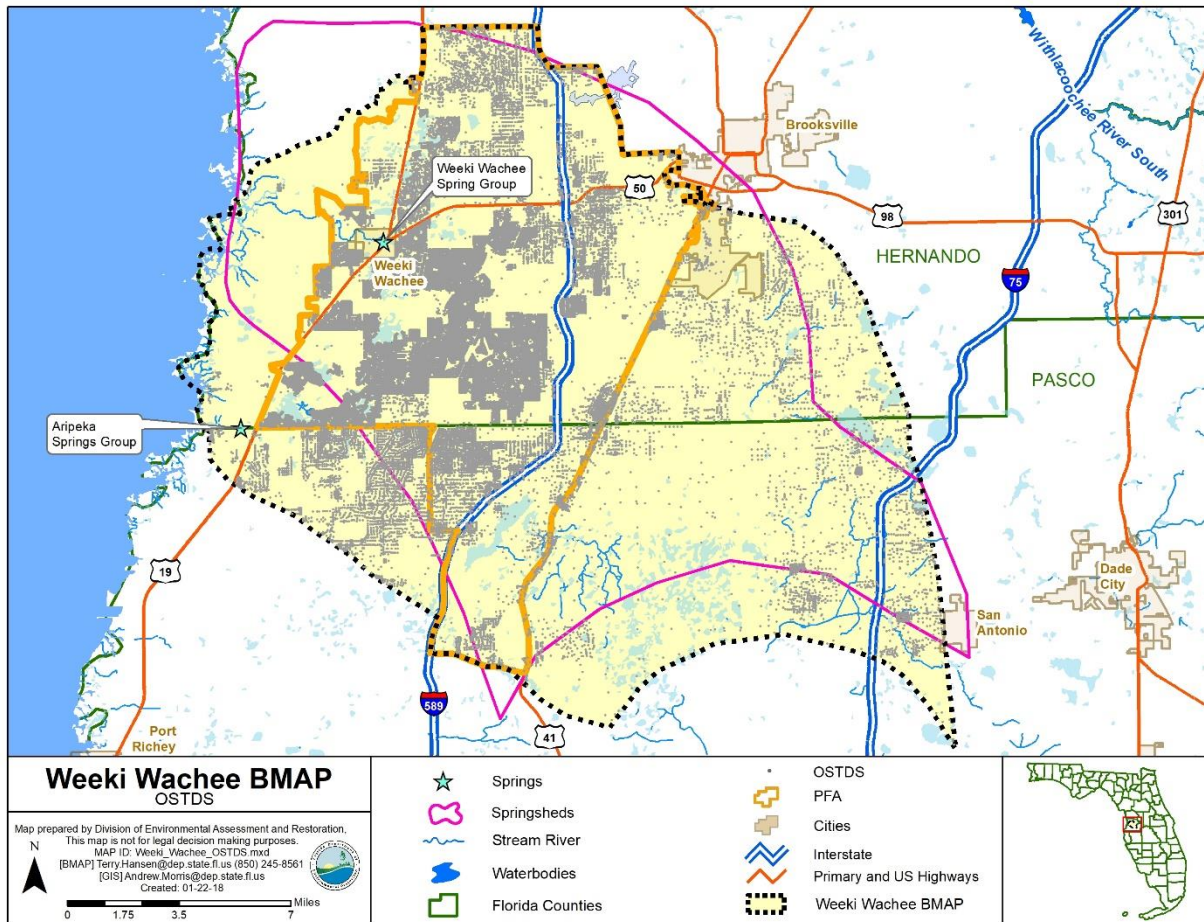 Withlacoochee River South
Brooksville
Weeki Wachee
Spring Group
50
98
301
HERNANDO
Weeki
Wachee
75
PASCO
Aripeka
Springs Group
19
Dade
City
San
Antonio
589
41
Port
Richey
Weeki Wachee BMAP
OSTDS
Map prepared by Division of Environmental Assessment and Restoration.
This map is not for legal decision making purposes.
MAP ID: Weeki_Wachee_OSTDS.mxd
[BMAP] Terry.Hansen@dep.state.fl.us (850) 245-8561
[GIS] Andrew.Morris@dep.state.fl.us
Created: 01-22-18
N
Miles
0 1.75 3.5 7
Springs
Springsheds
Stream River
Waterbodies
Florida Counties
OSTDS
PFA
Cities
Interstate
Primary and US Highways
Weeki Wachee BMAP